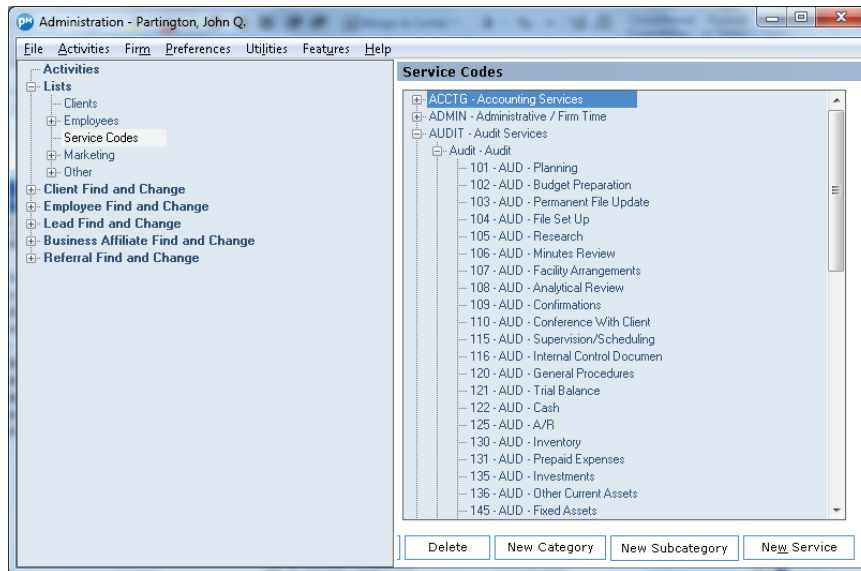 PM Administration - Partington, John Q.
File Activities Firm Preferences Utilities Features Help
Activities
Lists
Clients
Employees
Service Codes
Marketing
Other
Client Find and Change
Employee Find and Change
Lead Find and Change
Business Affiliate Find and Change
Referral Find and Change
Service Codes
ACCTG - Accounting Services
ADMIN - Administrative / Firm Time
AUDIT - Audit Services
Audit - Audit
101 - AUD - Planning
102 - AUD - Budget Preparation
103 - AUD - Permanent File Update
104 - AUD - File Set Up
105 - AUD - Research
106 - AUD - Minutes Review
107 - AUD - Facility Arrangements
108 - AUD - Analytical Review
109 - AUD - Confirmations
110 - AUD - Conference With Client
115 - AUD - Supervision/Scheduling
116 - AUD - Internal Control Documen
120 - AUD - General Procedures
121 - AUD - Trial Balance
122 - AUD - Cash
125 - AUD - A/R
130 - AUD - Inventory
131 - AUD - Prepaid Expenses
135 - AUD - Investments
136 - AUD - Other Current Assets
145 - AUD - Fixed Assets
Delete New Category New Subcategory New Service